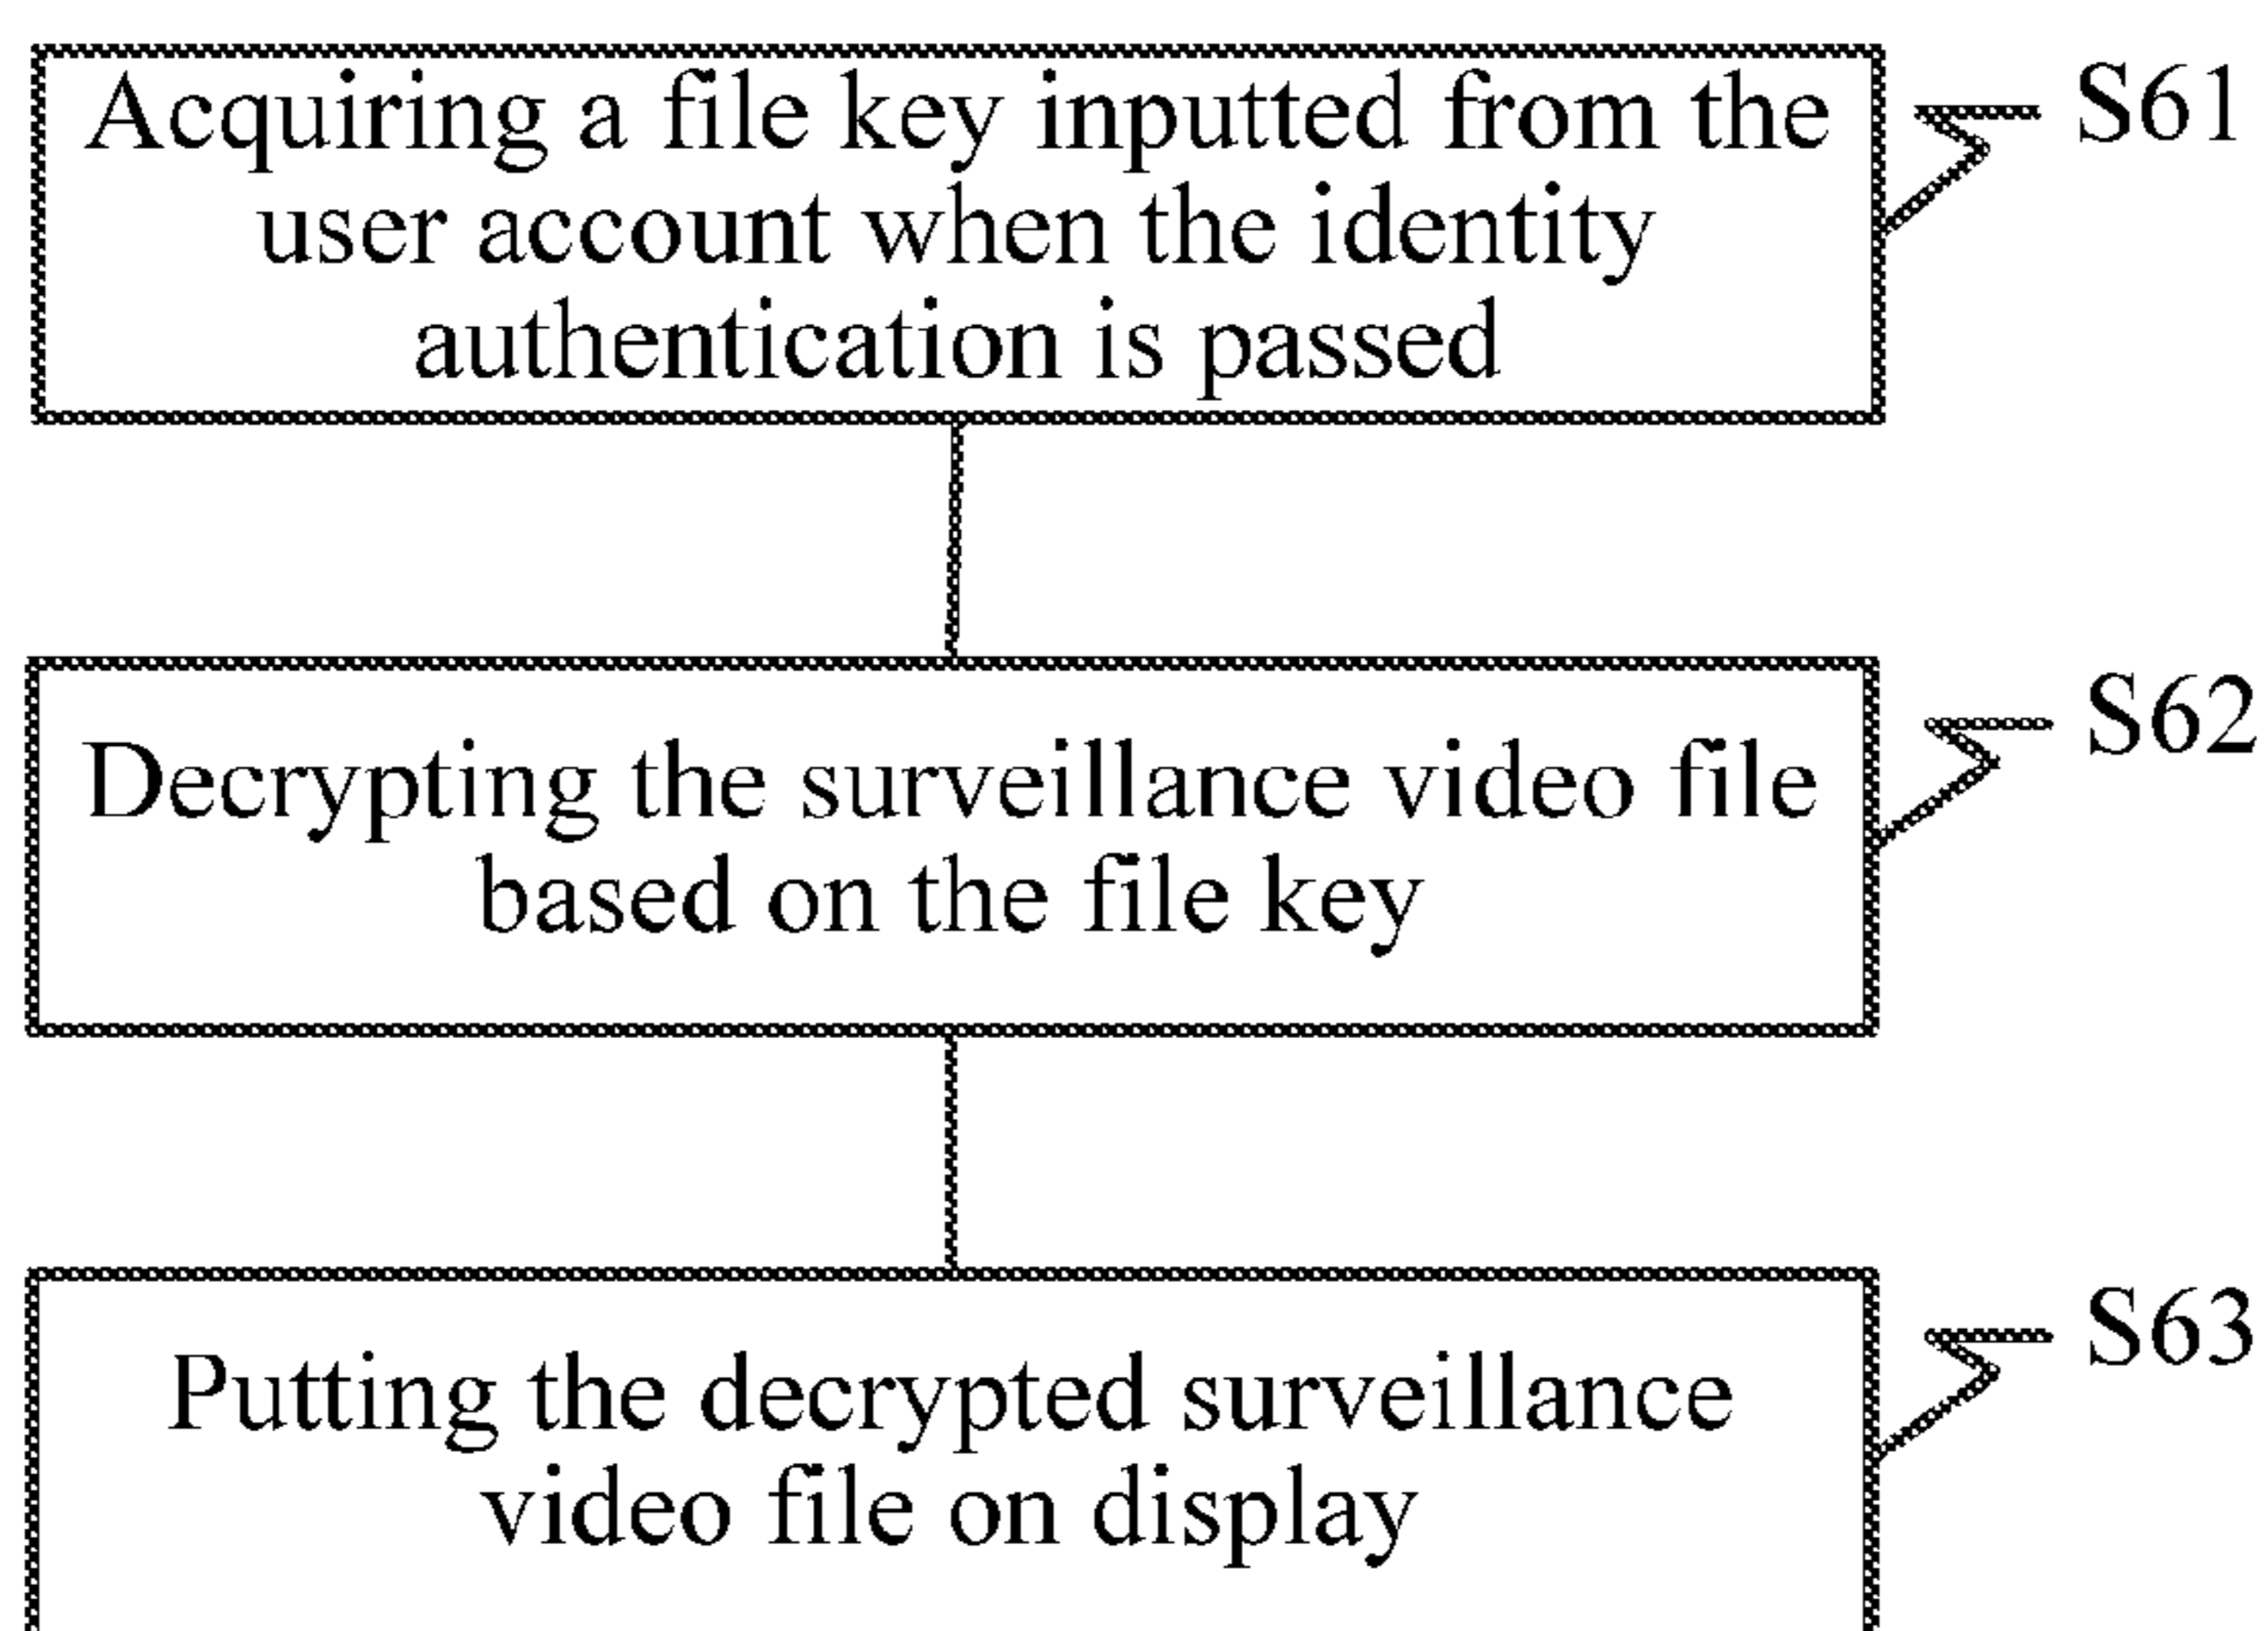 Acquiring a file key inputted from the
user account when the identity
authentication is passed
S61
Decrypting the surveillance video file
based on the file key
S62
Putting the decrypted surveillance
video file on display
S63